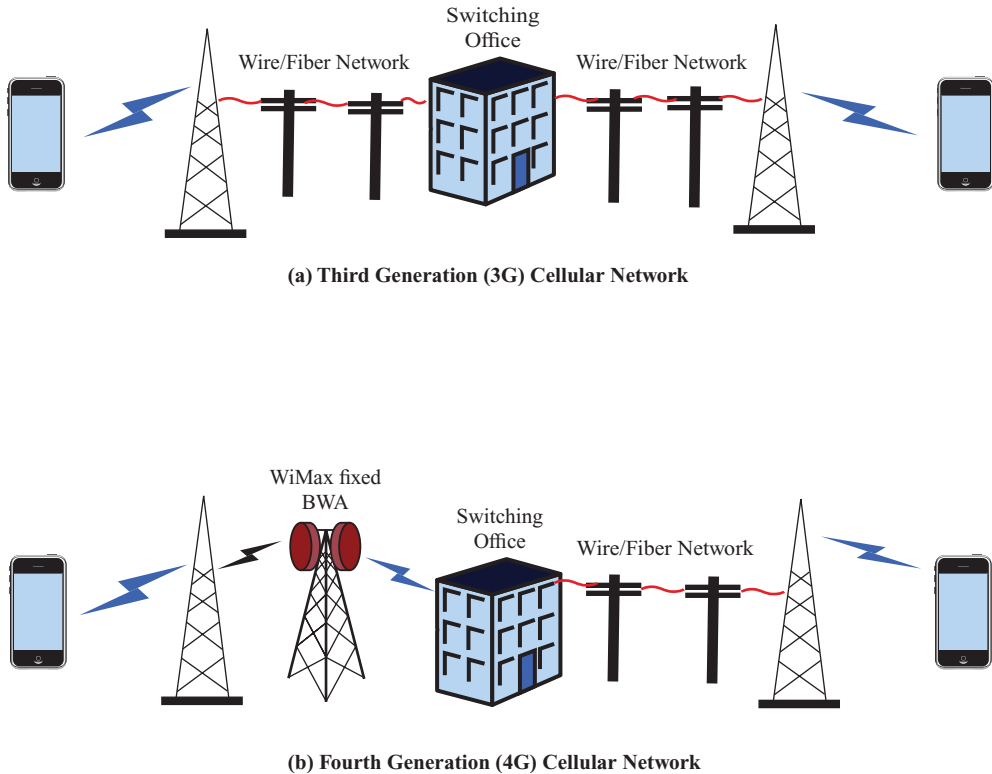 Switching
Office
Wire/Fiber Network
Wire/Fiber Network
(a) Third Generation (3G) Cellular Network
WiMax fixed
BWA
Switching
Office
Wire/Fiber Network
(b) Fourth Generation (4G) Cellular Network